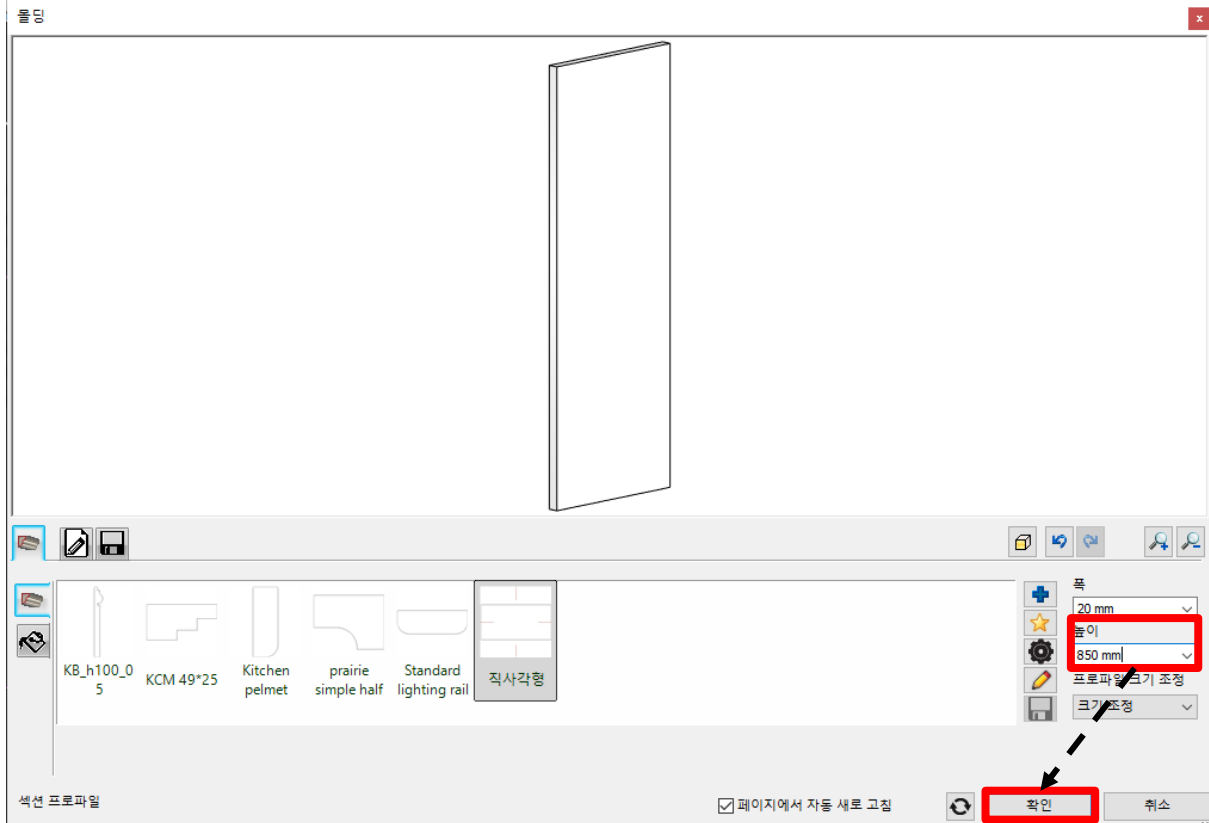 몰딩
x
KB_h100_0
5
KCM 49*25
Kitchen
pelmet
prairie
simple half
Standard
lighting rail
직사각형
폭
20 mm
높이
850 mm
프로파일 크기 조정
크기 조정
섹션 프로파일
페이지에서 자동 새로 고침
확인
취소